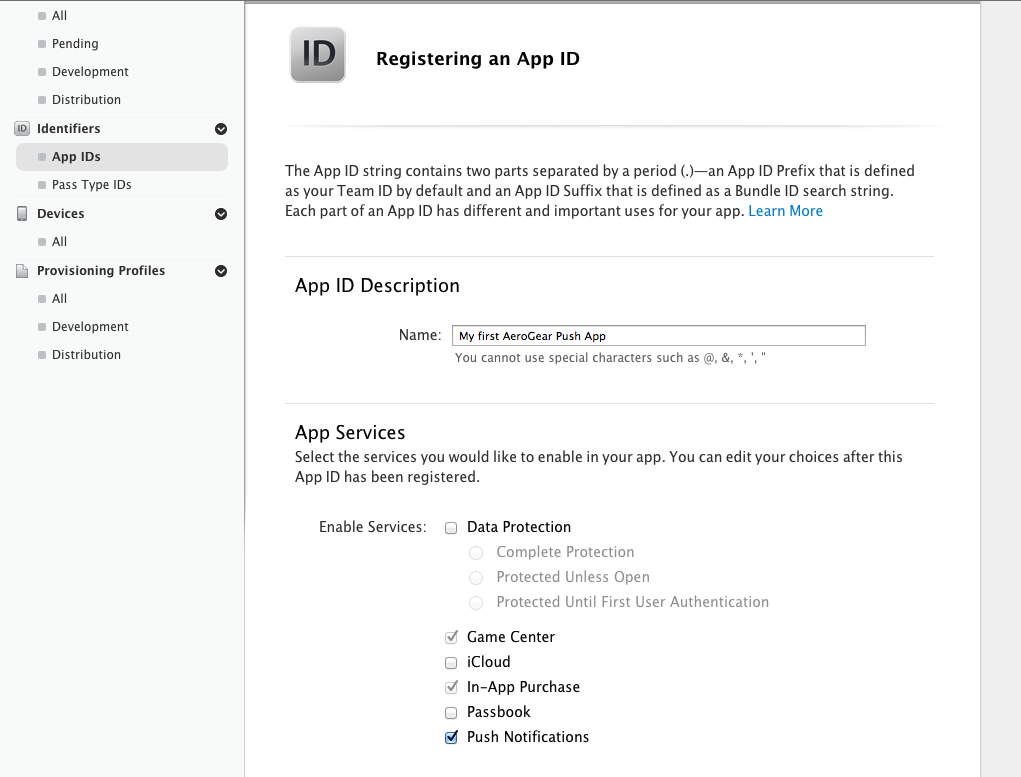 All
Pending
Development
Distribution
ID Identifiers
App IDs
Pass Type IDs
Devices
All
Provisioning Profiles
All
Development
Distribution
ID
Registering an App ID
The App ID string contains two parts separated by a period (.)—an App ID Prefix that is defined
as your Team ID by default and an App ID Suffix that is defined as a Bundle ID search string.
Each part of an App ID has different and important uses for your app. Learn More
App ID Description
Name: My first AeroGear Push App
You cannot use special characters such as @, &, *, ', "
App Services
Select the services you would like to enable in your app. You can edit your choices after this
App ID has been registered.
Enable Services: Data Protection
Complete Protection
Protected Unless Open
Protected Until First User Authentication
Game Center
iCloud
In-App Purchase
Passbook
Push Notifications